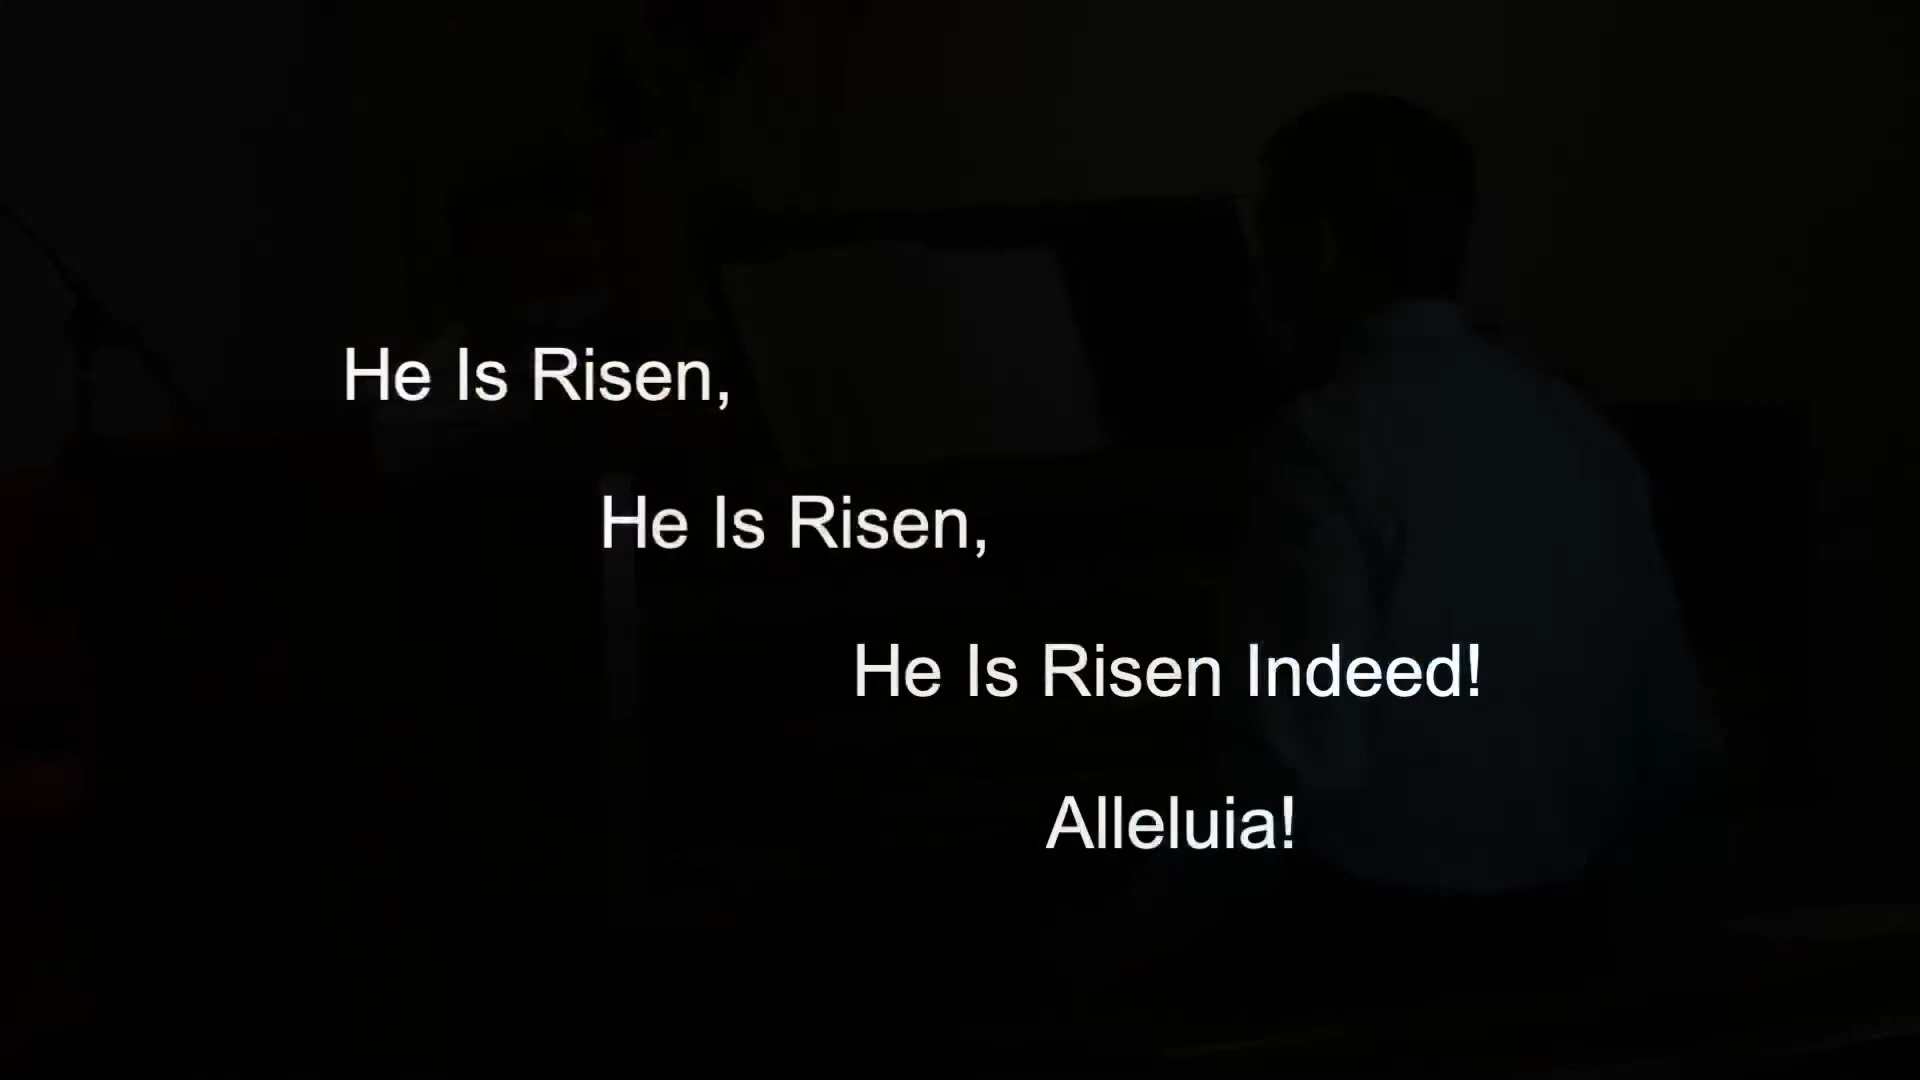 He Is Risen,
He Is Risen,
He Is Risen Indeed!
Alleluia!